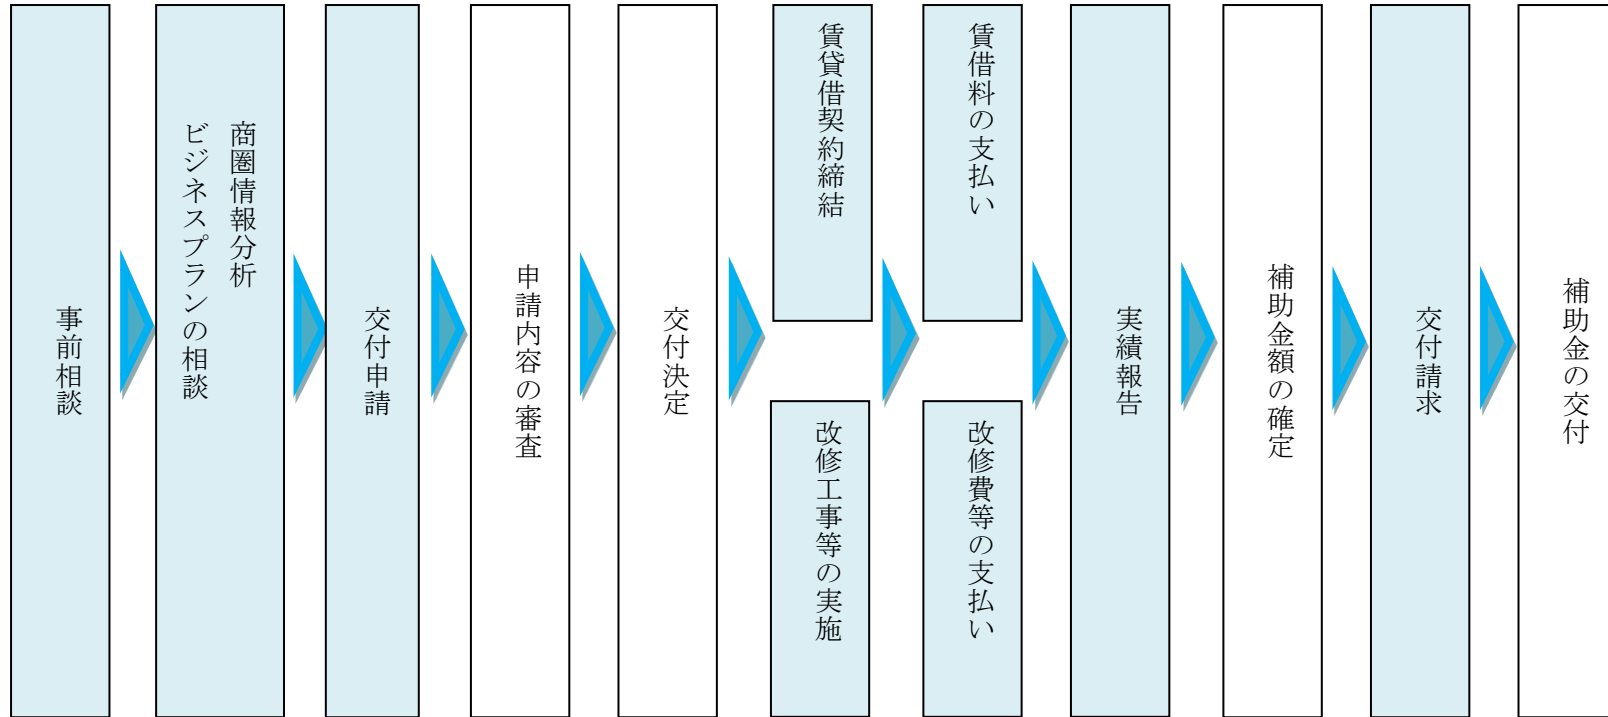 事前相談
商圏情報分析
ビジネスプランの相談
交付申請
申請内容の審査
交付決定
賃貸借契約締結
改修工事等の実施
賃借料の支払い
改修費等の支払い
実績報告
補助金額の確定
交付請求
補助金の交付